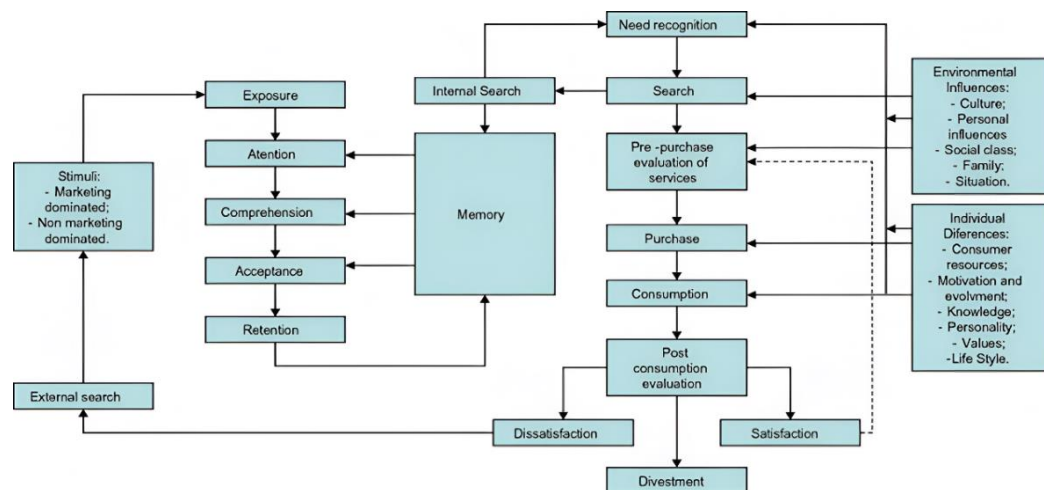 Need recognition
Internal Search
Search
Exposure
Atention
Comprehension
Acceptance
Retention
Memory
Stimuli:
- Marketing
dominated;
- Non marketing
dominated.
External search
Pre -purchase
evaluation of
services
Purchase
Consumption
Post
consumption
evaluation
Dissatisfaction
Satisfaction
Divestment
Environmental
Influences:
- Culture;
- Personal
influences
- Social class;
- Family;
- Situation.
Individual
Diferences:
- Consumer
resources;
- Motivation and
evolvment;
- Knowledge;
- Personality;
- Values;
-Life Style.